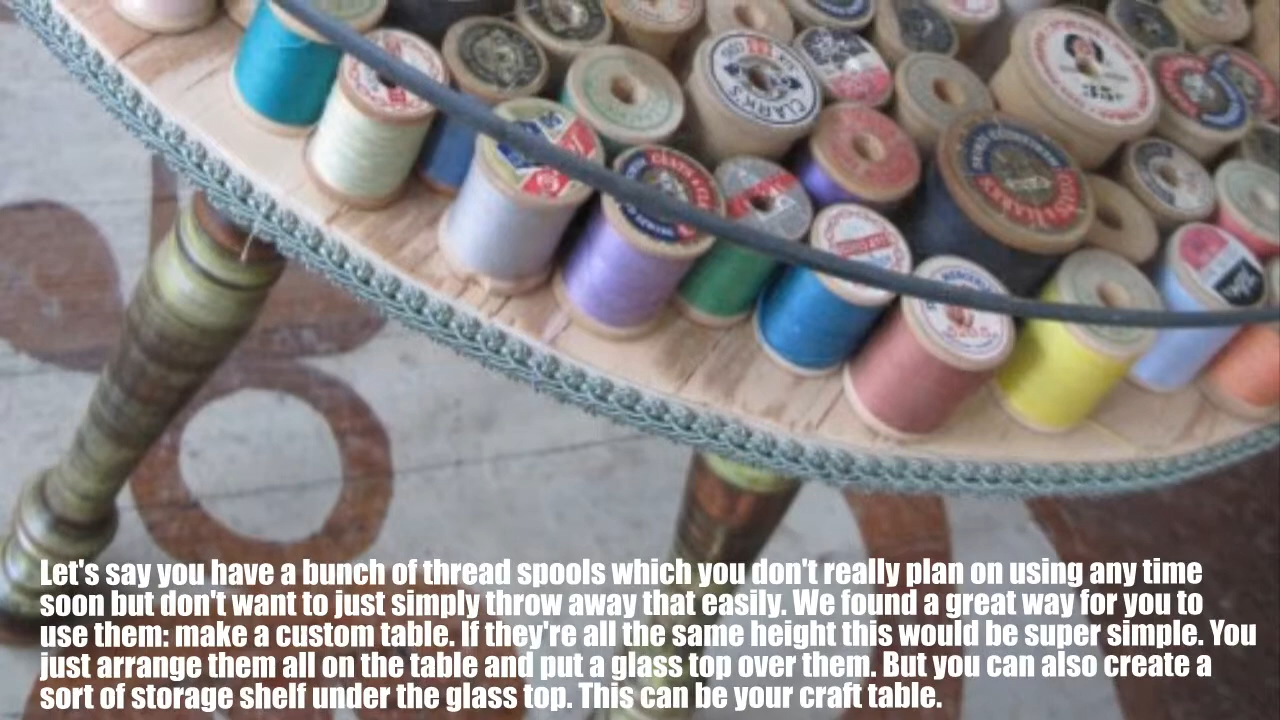 CLARK'S
Let's say you have a bunch of thread spools which you don't really plan on using any time
soon but don't want to just simply throw away that easily. We found a great way for you to
use them: make a custom table. If they're all the same height this would be super simple. You
just arrange them all on the table and put a glass top over them. But you can also create a
sort of storage shelf under the glass top. This can be your craft table.